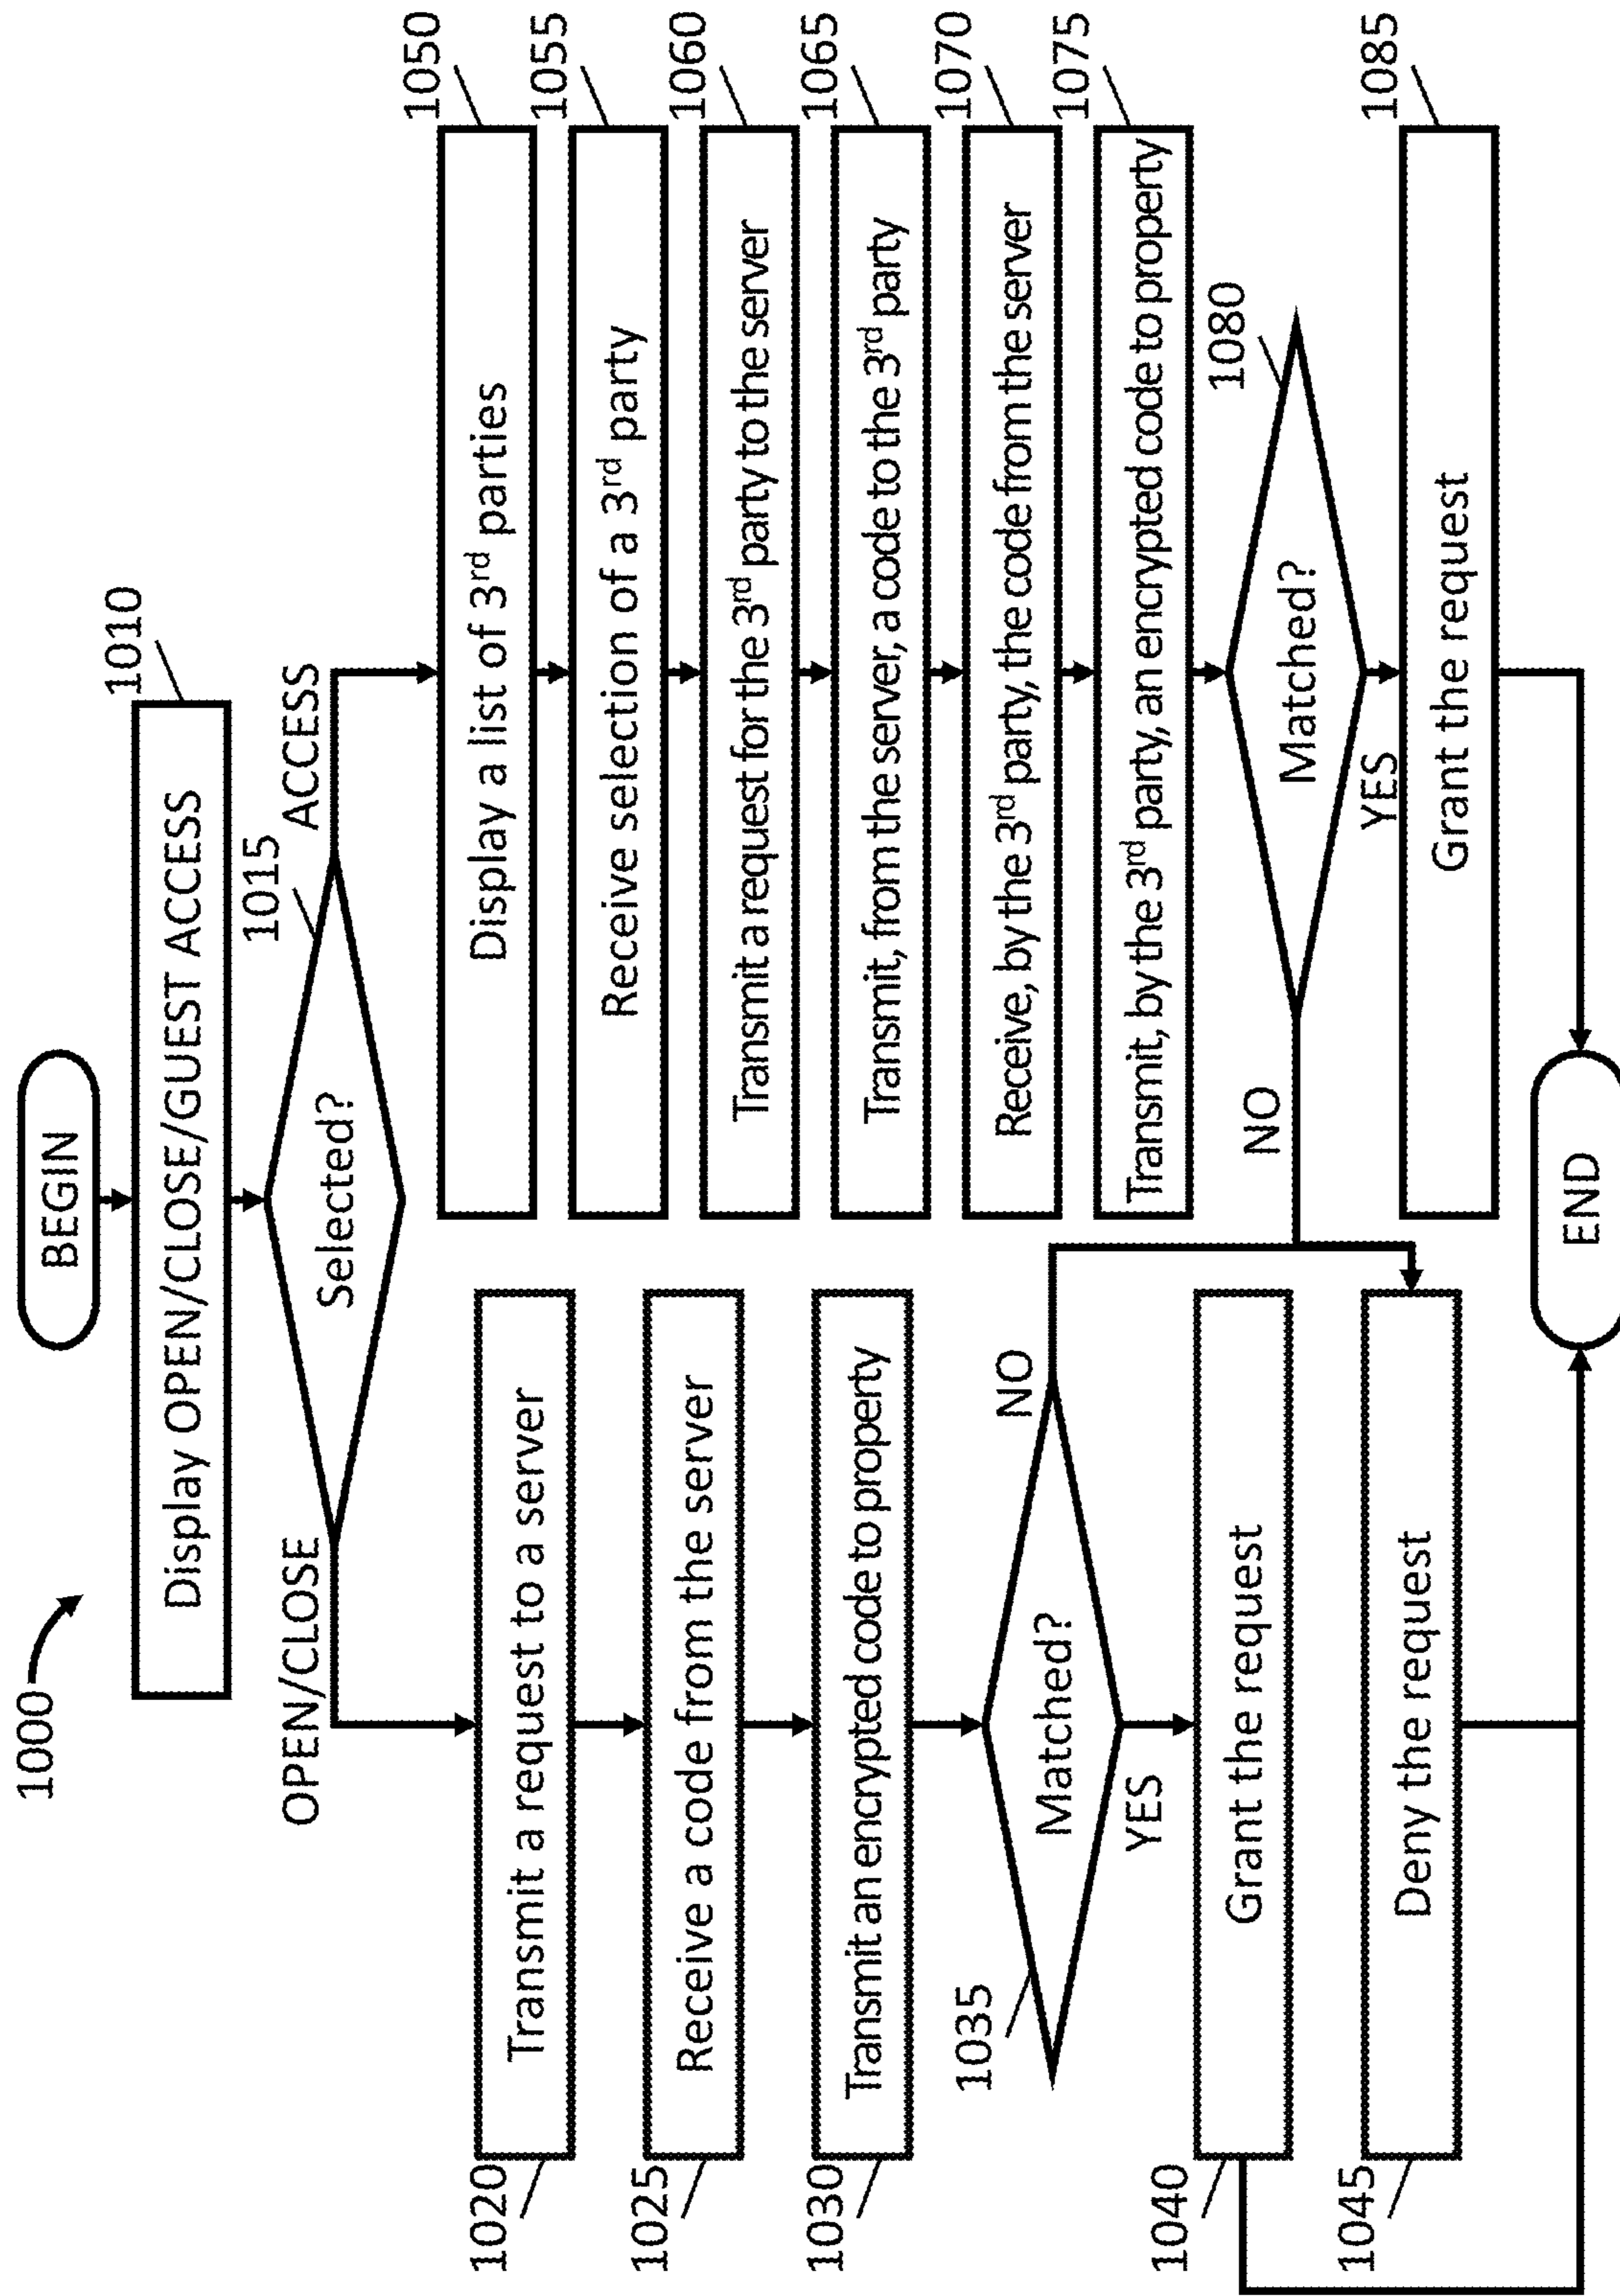 1000
BEGIN
1010
Display OPEN/CLOSE/GUEST ACCESS
1015
Selected?
OPEN/CLOSE
ACCESS
1020
Transmit a request to a server
1025
Receive a code from the server
1030
Transmit an encrypted code to property
1035
Matched?
NO
YES
1040
Grant the request
1045
Deny the request
1050
Display a list of 3rd parties
1055
Receive selection of a 3rd party
1060
Transmit a request for the 3rd party to the server
1065
Transmit, from the server, a code to the 3rd party
1070
Receive, by the 3rd party, the code from the server
1075
Transmit, by the 3rd party, an encrypted code to property
1080
Matched?
NO
YES
1085
Grant the request
END